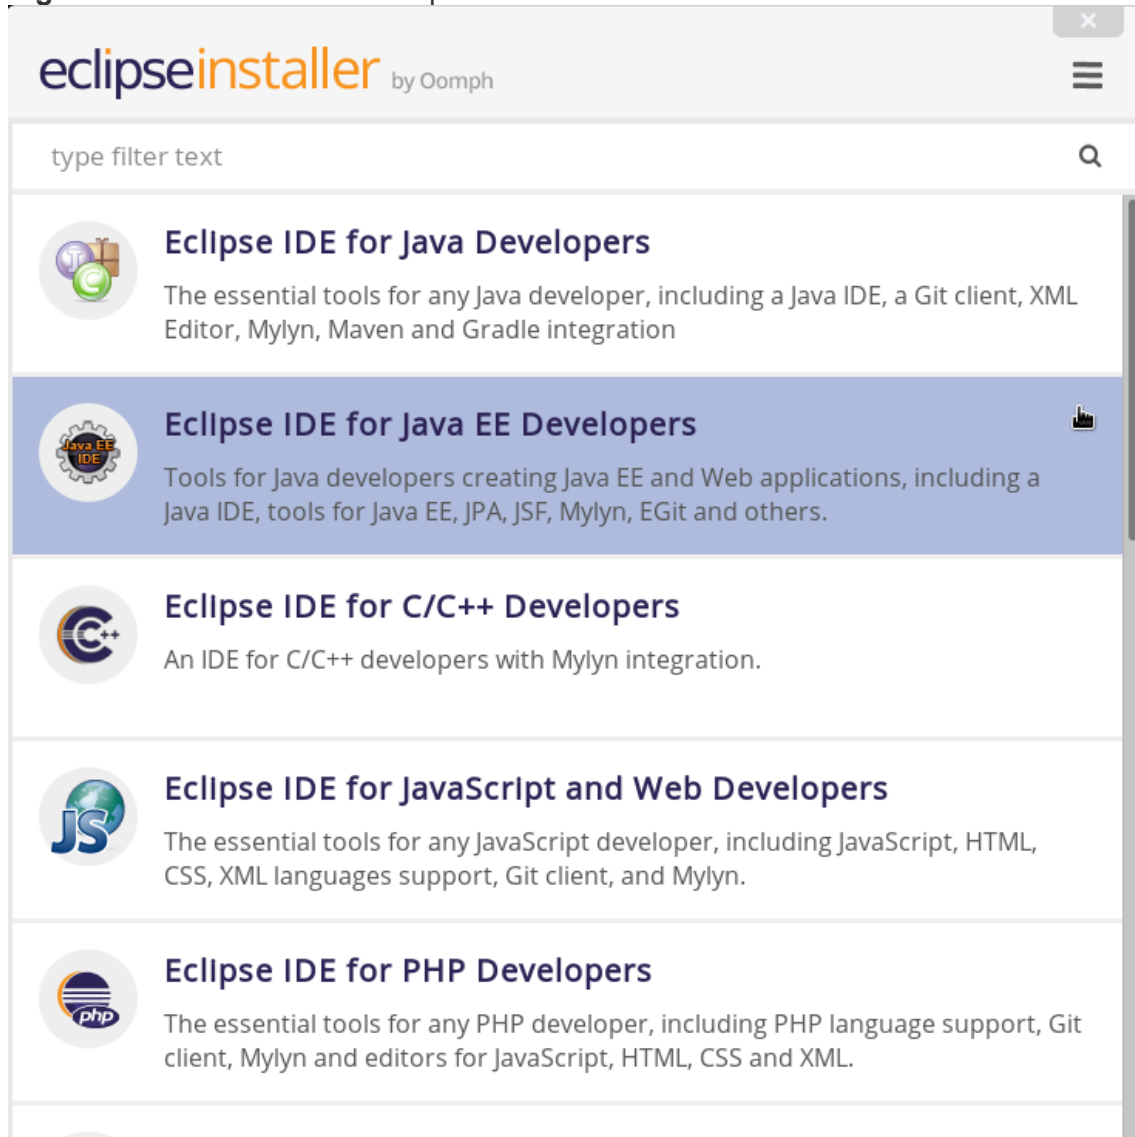 eclipseinstaller by Oomph
type filter text
Eclipse IDE for Java Developers
The essential tools for any Java developer, including a Java IDE, a Git client, XML
Editor, Mylyn, Maven and Gradle integration
Java EE
IDE
Eclipse IDE for Java EE Developers
Tools for Java developers creating Java EE and Web applications, including a
Java IDE, tools for Java EE, JPA, JSF, Mylyn, EGit and others.
C++
Eclipse IDE for C/C++ Developers
An IDE for C/C++ developers with Mylyn integration.
JS
Eclipse IDE for JavaScript and Web Developers
The essential tools for any JavaScript developer, including JavaScript, HTML,
CSS, XML languages support, Git client, and Mylyn.
php
Eclipse IDE for PHP Developers
The essential tools for any PHP developer, including PHP language support, Git
client, Mylyn and editors for JavaScript, HTML, CSS and XML.